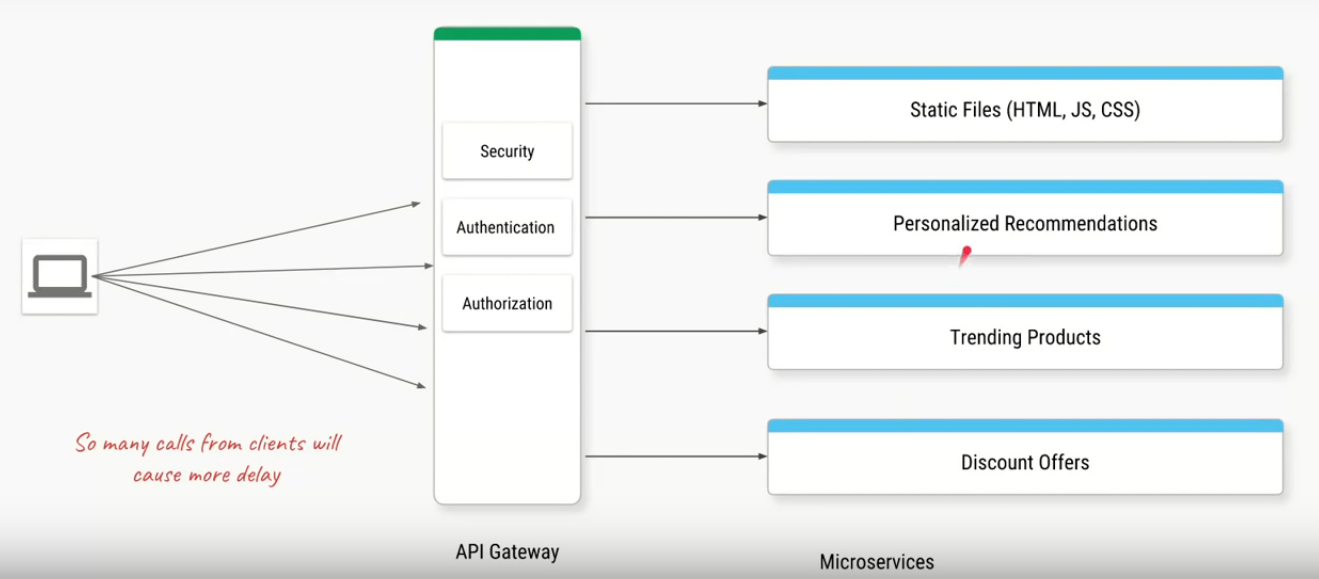 Static Files (HTML, JS, CSS)
Security
Personalized Recommendations
Authentication
Authorization
Trending Products
So many calls from clients will
cause more delay
Discount Offers
API Gateway
Microservices